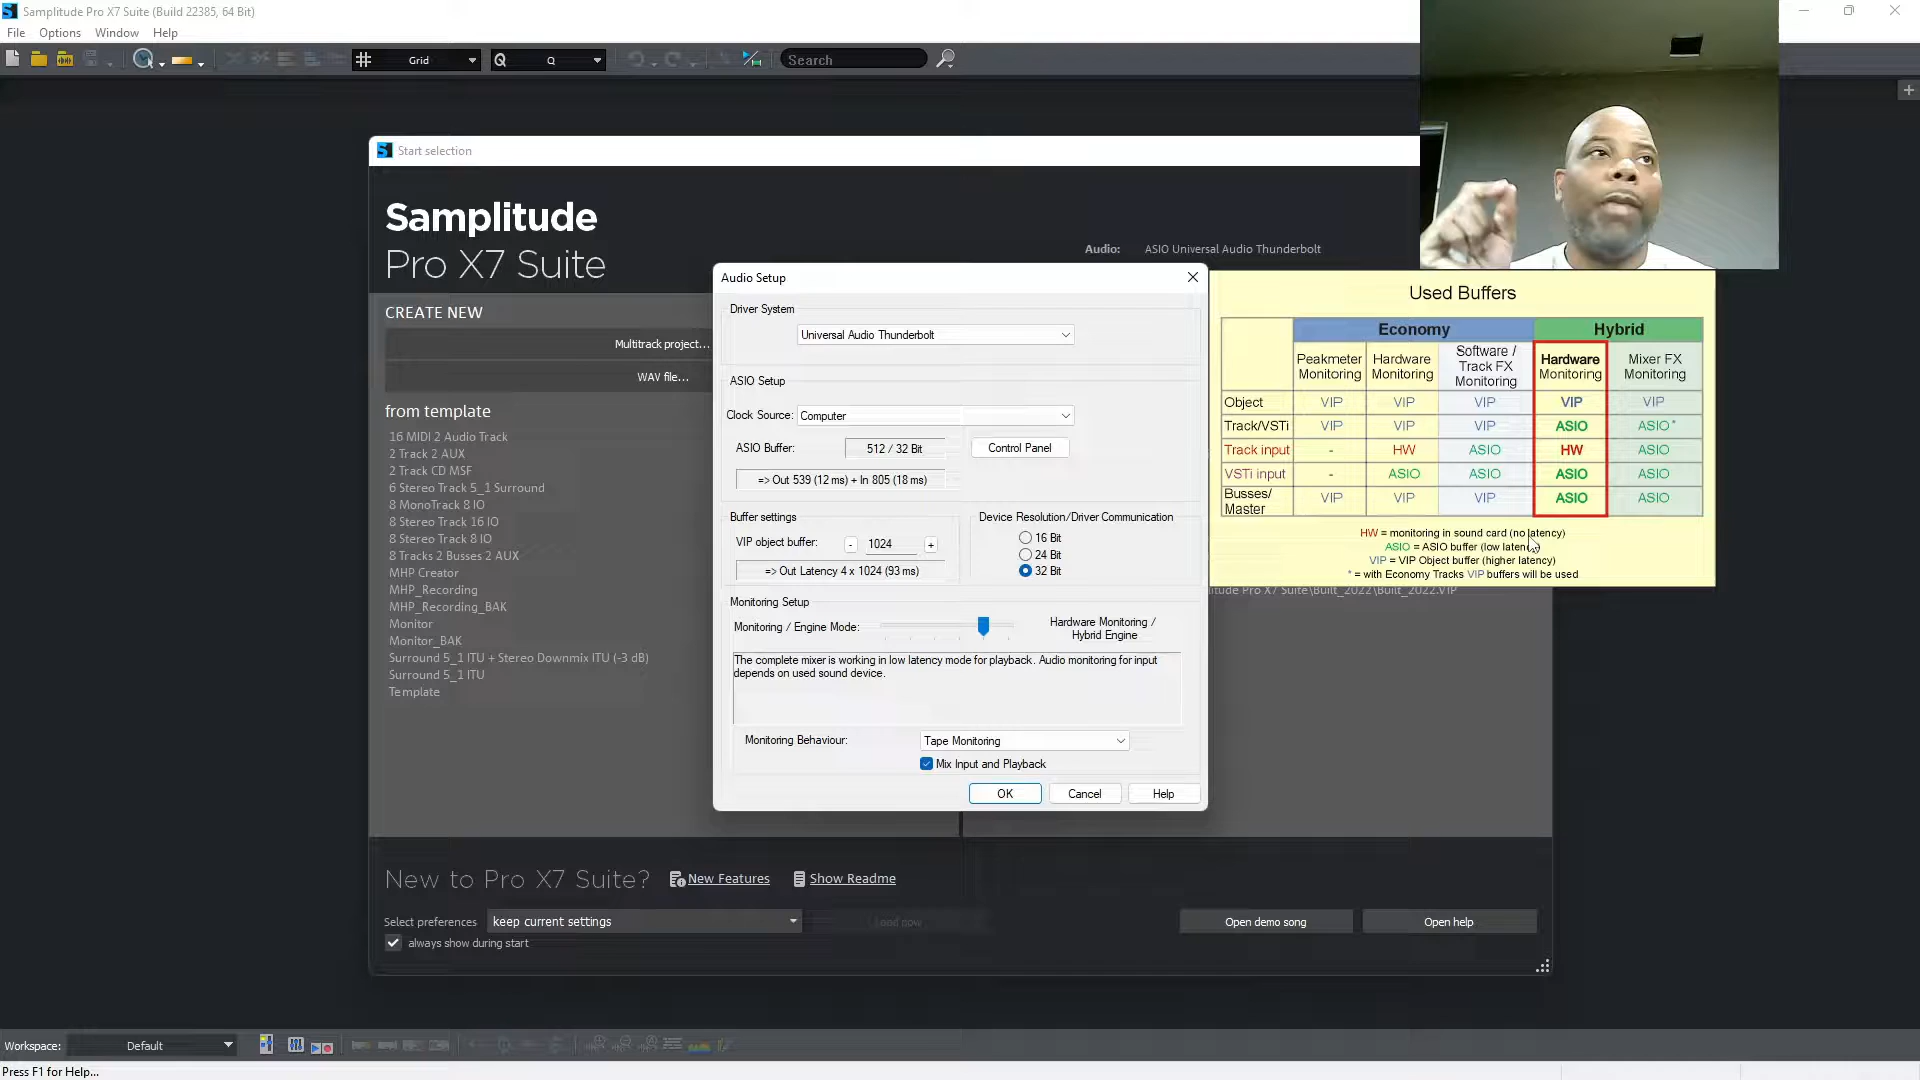 Samplitude Pro X7 Suite (Build 22385, 64 Bit)
File Options Window Help
Grid
Q
Search
Start selection
Samplitude
Pro X7 Suite
Audio: ASIO Universal Audio Thunderbolt
CREATE NEW
Multitrack project...
WAV file...
from template
16 MIDI 2 Audio Track
2 Track 2 AUX
2 Track CD MSF
6 Stereo Track 5_1 Surround
8 MonoTrack 8 IO
8 Stereo Track 16 IO
8 Stereo Track 8 IO
8 Tracks 2 Busses 2 AUX
MHP Creator
MHP_Recording
MHP_Recording_BAK
Monitor
Monitor_BAK
Surround 5_1 ITU + Stereo Downmix ITU (-3 dB)
Surround 5_1 ITU
Template
Audio Setup
Driver System
Universal Audio Thunderbolt
ASIO Setup
Clock Source: Computer
ASIO Buffer: 512 / 32 Bit Control Panel
=> Out 539 (12 ms) + In 805 (18 ms)
Buffer settings
VIP object buffer: - 1024 +
=> Out Latency 4 x 1024 (93 ms)
Device Resolution/Driver Communication
16 Bit
24 Bit
32 Bit
Monitoring Setup
Monitoring / Engine Mode:
Hardware Monitoring /
Hybrid Engine
The complete mixer is working in low latency mode for playback. Audio monitoring for input
depends on used sound device.
Monitoring Behaviour: Tape Monitoring
Mix Input and Playback
OK Cancel Help
Used Buffers
Economy Hybrid
Peakmeter
Monitoring
Hardware
Monitoring
Software /
Track FX
Monitoring
Hardware
Monitoring
Mixer FX
Monitoring
Object VIP VIP VIP VIP VIP
Track/VSTi VIP VIP VIP ASIO ASIO*
Track input - HW ASIO HW ASIO
VSTi input - ASIO ASIO ASIO ASIO
Busses/
Master VIP VIP VIP ASIO ASIO
HW = monitoring in sound card (no latency)
ASIO = ASIO buffer (low latency)
VIP = VIP Object buffer (higher latency)
* = with Economy Tracks VIP buffers will be used
tude Pro X7 Suite\Built_2022\Built_2022.VIP
New to Pro X7 Suite? New Features Show Readme
Select preferences keep current settings Load now
Open demo song Open help
always show during start
Workspace: Default
Press F1 for Help...